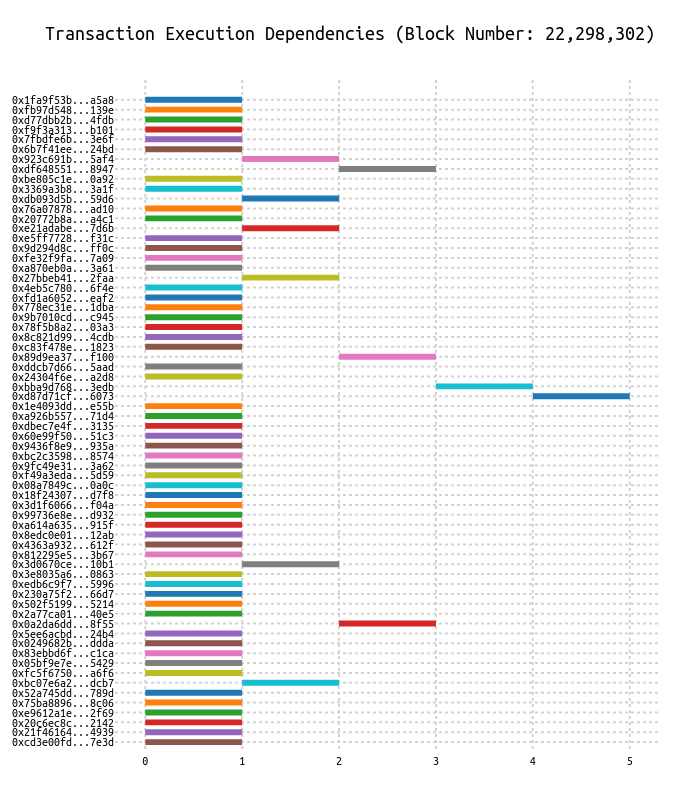 Transaction Execution Dependencies (Block Number: 22,298,302)
0x1fa9f53b...a5a8
0xfb97d548...139e
0xd77dbb2b...4fdb
0xf9f3a313...b101
0x7fbdfe6b...3e6f
0x6b7f41ee...24bd
0x923c691b...5af4
0xdf648551...8947
0xbe805c1e...0a92
0x3369a3b8...3a1f
0xdb093d5b...59d6
0x76a07878...ad10
0x20772b8a...a4c1
0xe21adabe...7d6b
0xe5ff7728...f31c
0x9d294d8c...ff0c
0xfe32f9fa...7a09
0xa870eb0a...3a61
0x27bbeb41...2faa
0x4eb5c780...6f4e
0xfd1a6052...eaf2
0x778ec31e...1dba
0x9b7010cd...c945
0x78f5b8a2...03a3
0x8c821d99...4cdb
0xc83f478e...1823
0x89d9ea37...f100
0xddcb7d66...5aad
0x24304f6e...a2d8
0xbba9d768...3edb
0xd87d71cf...6073
0x1e4093dd...e55b
0xa926b557...71d4
0xdbec7e4f...3135
0x60e99f50...51c3
0x9436f8e9...935a
0xbc2c3598...8574
0x9fc49e31...3a62
0xf49a3eda...5d59
0x08a7849c...0a0c
0x18f24307...d7f8
0x3d1f6066...f04a
0x99736e8e...d932
0xa614a635...915f
0x8edc0e01...12ab
0x4363a932...612f
0x812295e5...3b67
0x3d0670ce...10b1
0x3e8035a6...0863
0xedb6c9f7...5996
0x230a75f2...66d7
0x502f5199...5214
0x2a77ca01...40e5
0x0a2da6dd...8f55
0x5ee6acbd...24b4
0x0249682b...ddda
0x83ebbd6f...c1ca
0x05bf9e7e...5429
0xfc5f6750...a6f6
0xbc07e6a2...dcb7
0x52a745dd...789d
0x75ba8896...8c06
0xe9612a1e...2f69
0x20c6ec8c...2142
0x21f46164...4939
0xcd3e00fd...7e3d
0 1 2 3 4 5